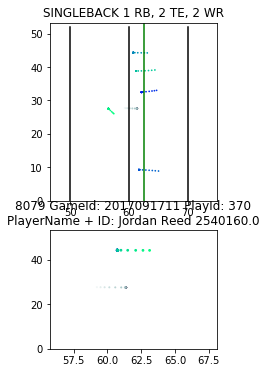 SINGLEBACK 1 RB, 2 TE, 2 WR
50
40
30
20
10
0
50 60 70
8079 GameId: 2017091711 PlayId: 370
PlayerName + ID: Jordan Reed 2540160.0
40
20
0
57.5 60.0 62.5 65.0 67.5